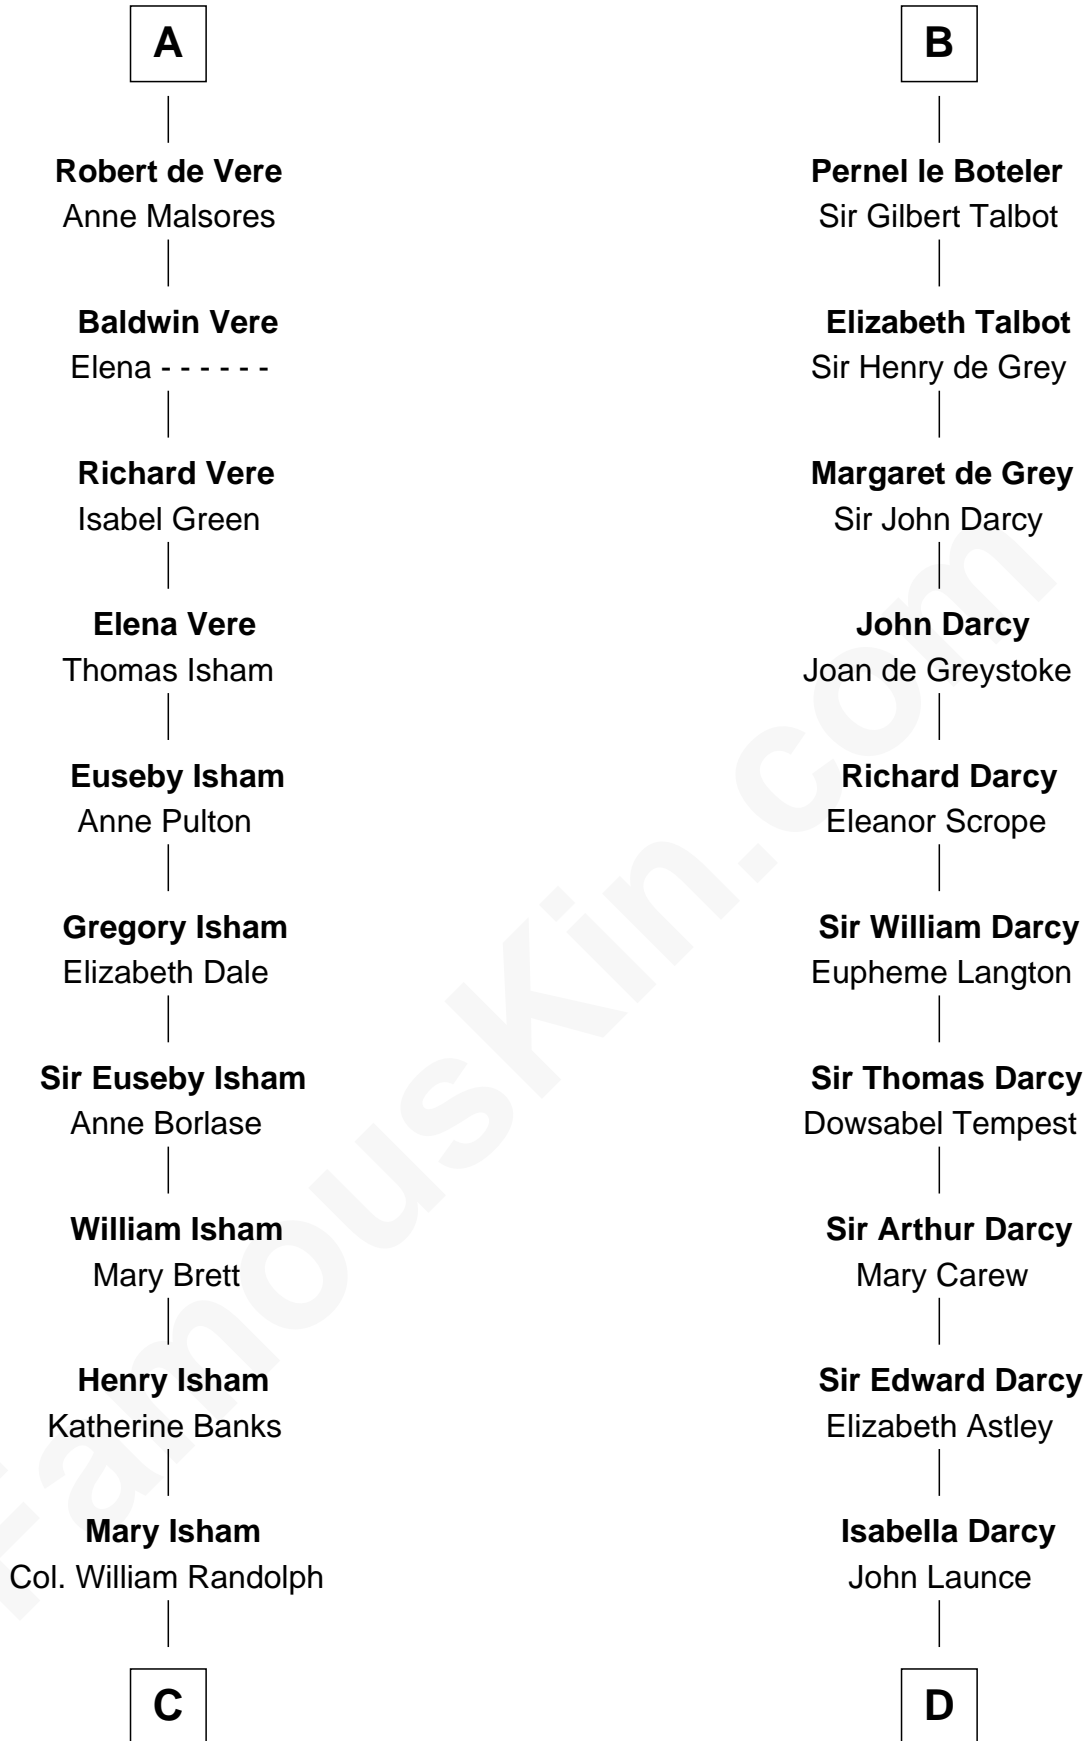 A
Robert de Vere
Anne Malsores
Baldwin Vere
Elena - - - - - -
Richard Vere
Isabel Green
Elena Vere
Thomas Isham
Euseby Isham
Anne Pulton
Gregory Isham
Elizabeth Dale
Sir Euseby Isham
Anne Borlase
William Isham
Mary Brett
Henry Isham
Katherine Banks
Mary Isham
Col. William Randolph
C
B
Pernel le Boteler
Sir Gilbert Talbot
Elizabeth Talbot
Sir Henry de Grey
Margaret de Grey
Sir John Darcy
John Darcy
Joan de Greystoke
Richard Darcy
Eleanor Scrope
Sir William Darcy
Eupheme Langton
Sir Thomas Darcy
Dowsabel Tempest
Sir Arthur Darcy
Mary Carew
Sir Edward Darcy
Elizabeth Astley
Isabella Darcy
John Launce
D
FamousKin.com